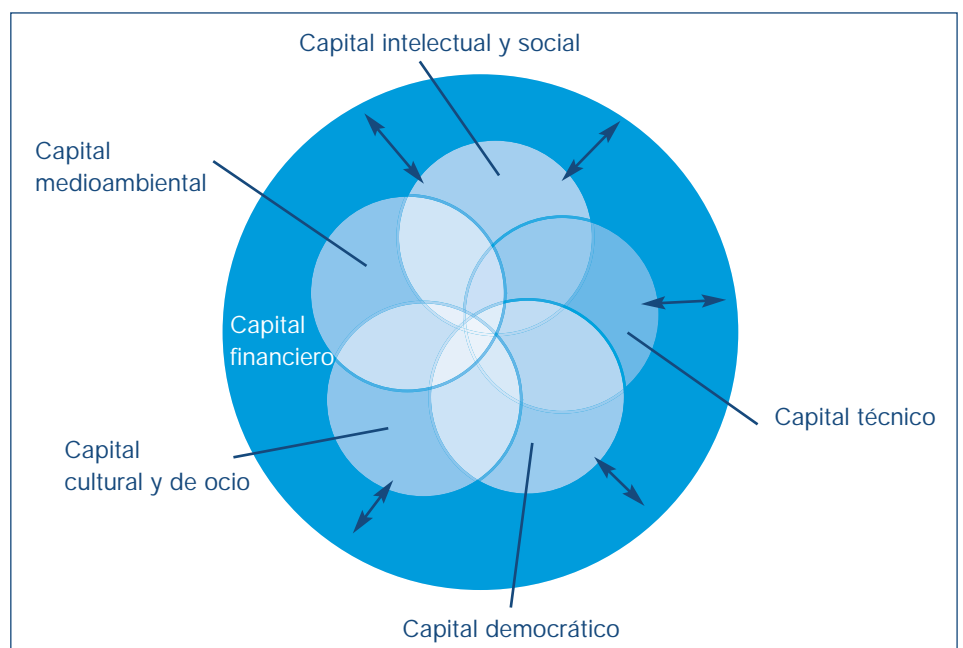 Capital intelectual y social
Capital
medioambiental
Capital
financiero
Capital técnico
Capital
cultural y de ocio
Capital democrático